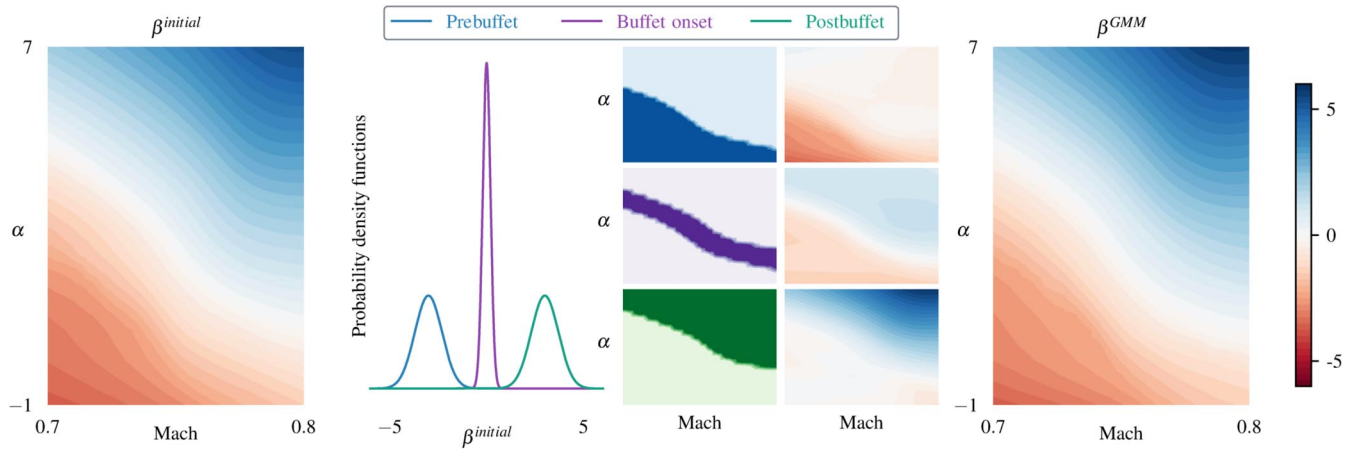 Prebuffet Buffet onset Postbuffet
β^initial
7
α
−1
0.7
Mach
0.8
Probability density functions
−5
β^initial
5
α
α
α
Mach
Mach
β^GMM
7
α
−1
0.7
Mach
0.8
5
0
-5